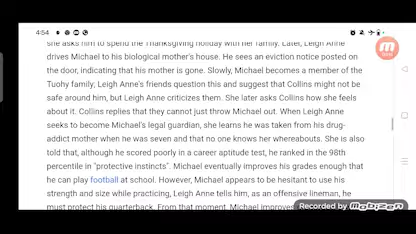 4:54
she asks him to spend the Thanksgiving holiday with her family. Later, Leigh Anne
drives Michael to his biological mother's house. He sees an eviction notice posted on
the door, indicating that his mother is gone. Slowly, Michael becomes a member of the
Tuohy family; Leigh Anne's friends question this and suggest that Collins might not be
safe around him, but Leigh Anne criticizes them. She later asks Collins how she feels
about it. Collins replies that they cannot just throw Michael out. When Leigh Anne
seeks to become Michael's legal guardian, she learns he was taken from his drug-
addict mother when he was seven and that no one knows her whereabouts. She is also
told that, although he scored poorly in a career aptitude test, he ranked in the 98th
percentile in "protective instincts". Michael eventually improves his grades enough that
he can play football at school. However, Michael appears to be hesitant to use his
strength and size while practicing, Leigh Anne tells him, as an offensive lineman, he
must protect his quarterback. From that moment, Michael improves
Recorded by Mobizen